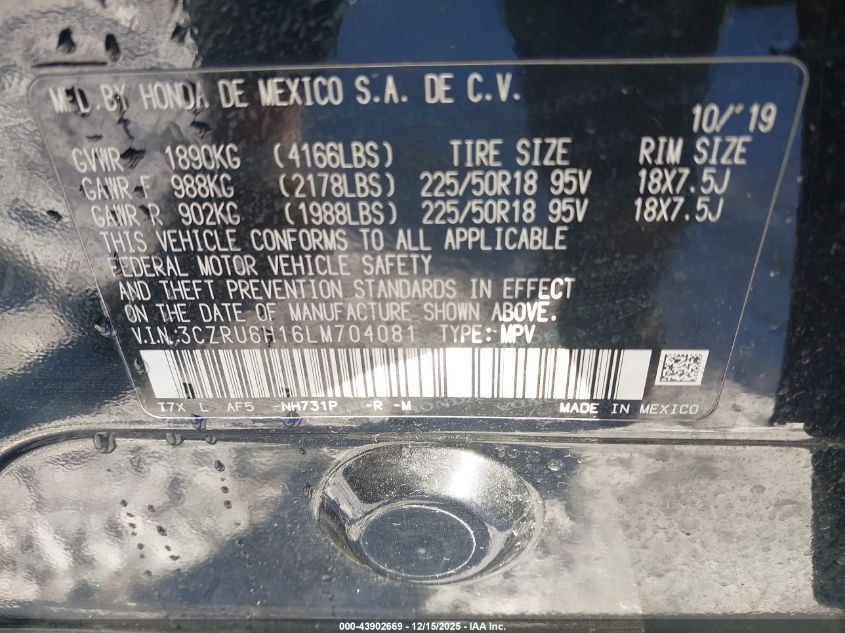 MFD. BY HONDA DE MEXICO S.A. DE C.V.
10/'19
GVWR 1890KG (4166LBS) TIRE SIZE RIM SIZE
GAWR F 988KG (2178LBS) 225/50R18 95V 18X7.5J
GAWR R 902KG (1988LBS) 225/50R18 95V 18X7.5J
THIS VEHICLE CONFORMS TO ALL APPLICABLE
FEDERAL MOTOR VEHICLE SAFETY
AND THEFT PREVENTION STANDARDS IN EFFECT
ON THE DATE OF MANUFACTURE SHOWN ABOVE.
V.I.N. 3CZRU6H16LM704081 TYPE: MPV
I7X L AF5 -NH731P -R -M MADE IN MEXICO
000-43902669 - 12/15/2025 - IAA Inc.